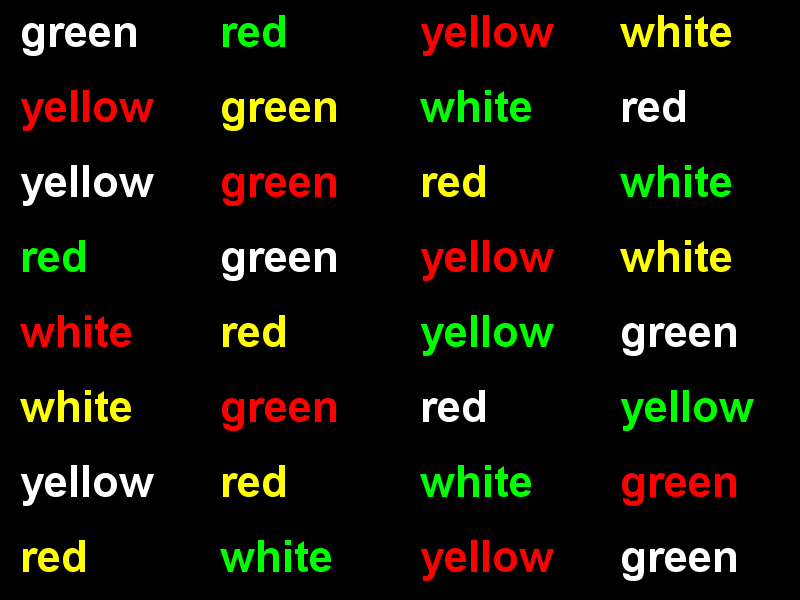 green red yellow white
yellow green white red
yellow green red white
red green yellow white
white red yellow green
white green red yellow
yellow red white green
red white yellow green